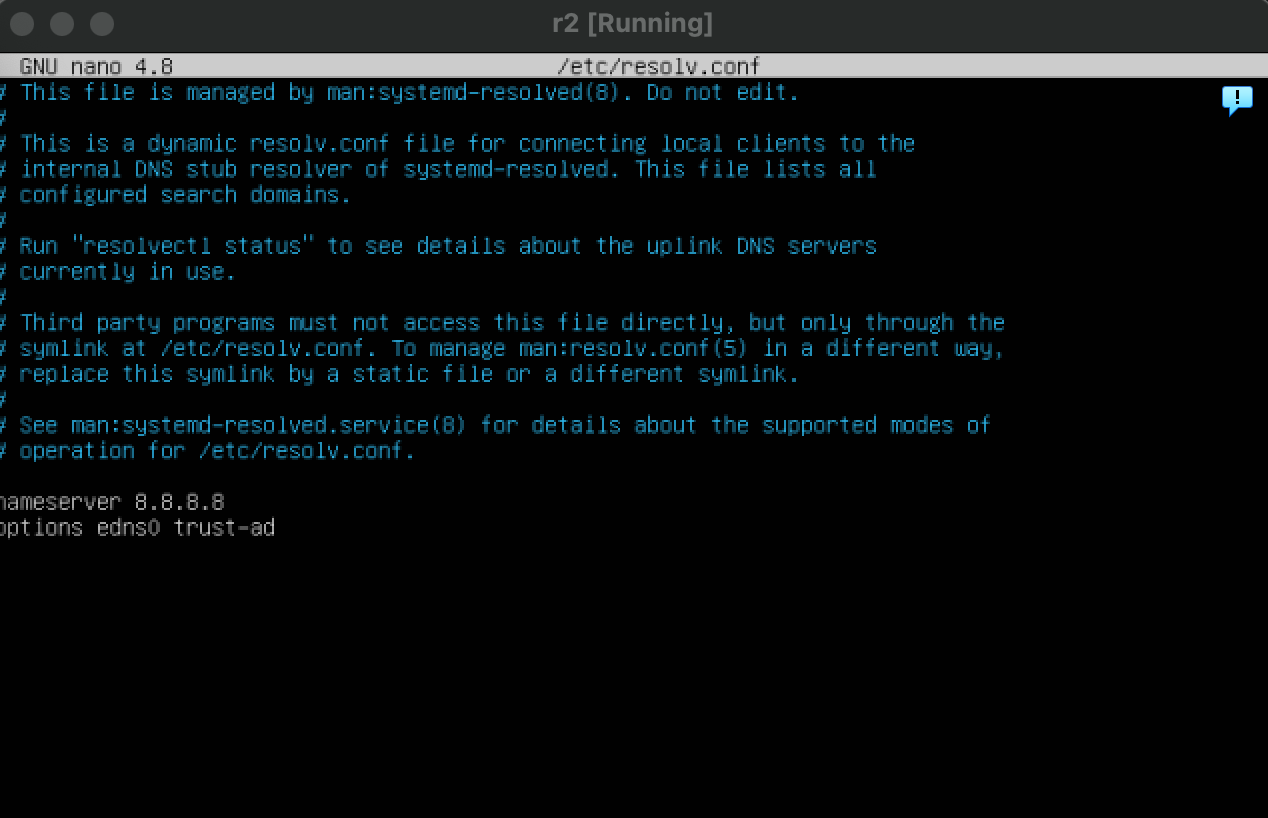 r2 [Running]
GNU nano 4.8 /etc/resolv.conf
# This file is managed by man:systemd-resolved(8). Do not edit.
#
# This is a dynamic resolv.conf file for connecting local clients to the
# internal DNS stub resolver of systemd-resolved. This file lists all
# configured search domains.
#
# Run "resolvectl status" to see details about the uplink DNS servers
# currently in use.
#
# Third party programs must not access this file directly, but only through the
# symlink at /etc/resolv.conf. To manage man:resolv.conf(5) in a different way,
# replace this symlink by a static file or a different symlink.
#
# See man:systemd-resolved.service(8) for details about the supported modes of
# operation for /etc/resolv.conf.
nameserver 8.8.8.8
options edns0 trust-ad